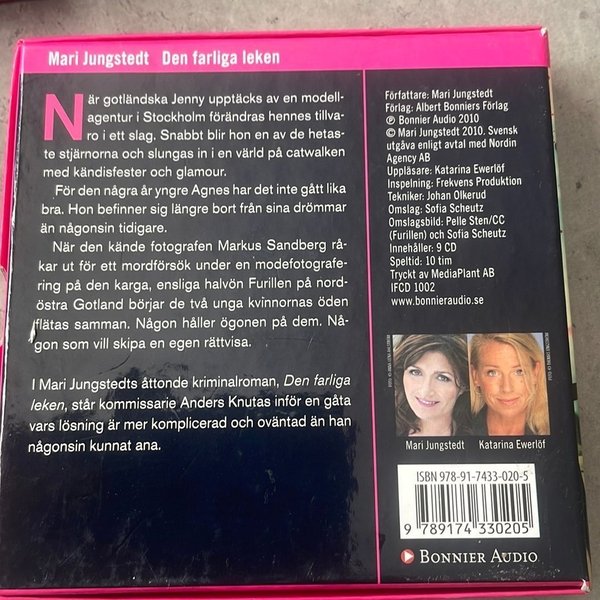 Mari Jungstedt Den farliga leken
När gotländska Jenny upptäcks av en modell-
agentur i Stockholm förändras hennes tillva-
ro i ett slag. Snabbt blir hon en av de hetas-
te stjärnorna och slungas in i en värld på catwalken
med kändisfester och glamour.
För den några år yngre Agnes har det inte gått lika
bra. Hon befinner sig längre bort från sina drömmar
än någonsin tidigare.
När den kände fotografen Markus Sandberg rå-
kar ut för ett mordförsök under en modefotografe-
ring på den karga, ensliga halvön Furillen på nord-
östra Gotland börjar de två unga kvinnornas öden
flätas samman. Någon håller ögonen på dem. Nå-
gon som vill skipa en egen rättvisa.
I Mari Jungstedts åttonde kriminalroman, Den farliga
leken, står kommissarie Anders Knutas inför en gåta
vars lösning är mer komplicerad och oväntad än han
någonsin kunnat ana.
Författare: Mari Jungstedt
Förlag: Albert Bonniers Förlag
℗ Bonnier Audio 2010
© Mari Jungstedt 2010. Svensk
utgåva enligt avtal med Nordin
Agency AB
Uppläsare: Katarina Ewerlöf
Inspelning: Frekvens Produktion
Tekniker: Johan Olkerud
Omslag: Sofia Scheutz
Omslagsbild: Pelle Sten/CC
(Furillen) och Sofia Scheutz
Innehåller: 9 CD
Speltid: 10 tim
Tryckt av MediaPlant AB
IFCD 1002
www.bonnieraudio.se
Mari Jungstedt Katarina Ewerlöf
ISBN 978-91-7433-020-5
9 789174 330205
BONNIER AUDIO